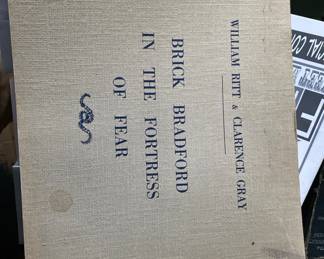 WILLIAM RITT & CLARENCE GRAY
BRICK BRADFORD
IN THE FORTRESS
OF FEAR